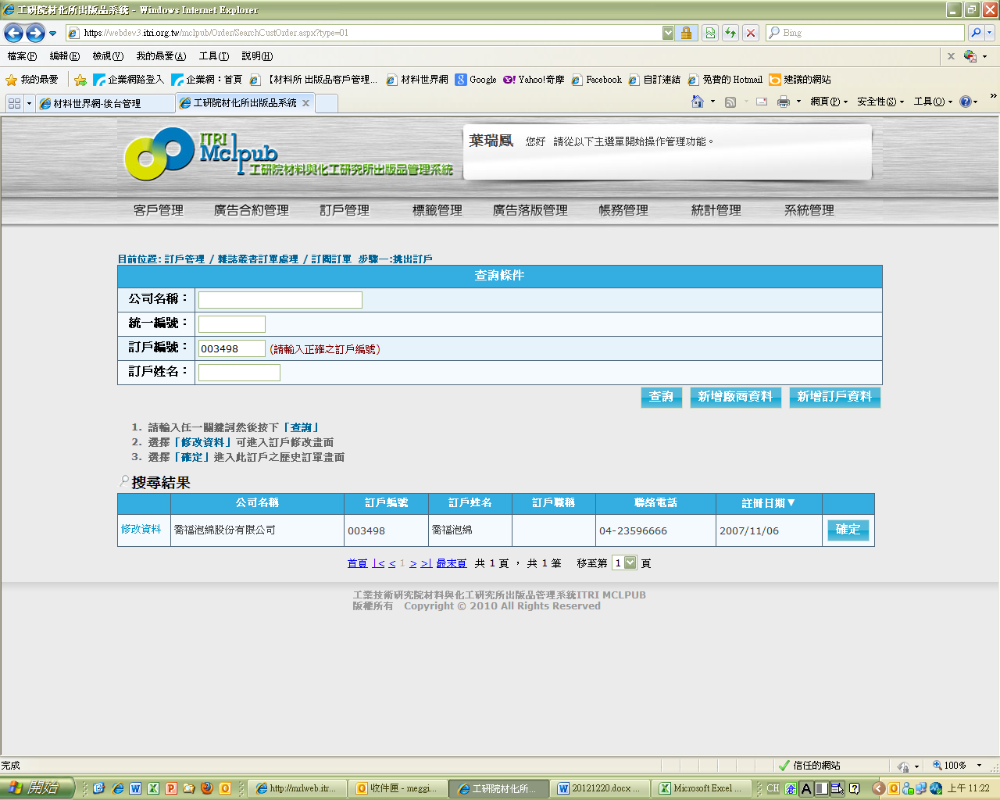 工研院材化所出版品系統 - Windows Internet Explorer
https://webdev3.itri.org.tw/mclpub/Order/SearchCustOrder.aspx?type=01
Bing
檔案(F) 編輯(E) 檢視(V) 我的最愛(A) 工具(T) 說明(H)
我的最愛 企業網路登入 企業網：首頁 【材料所 出版品客戶管理... 材料世界網 Google Yahoo!奇摩 Facebook 自訂連結 免費的 Hotmail 建議的網站
材料世界網-後台管理 工研院材化所出版品系統 網頁(P) 安全性(S) 工具(O)
ITRI
Mclpub
工研院材料與化工研究所出版品管理系統
葉瑞鳳 您好 請從以下主選單開始操作管理功能。
客戶管理 廣告合約管理 訂戶管理 標籤管理 廣告落版管理 帳務管理 統計管理 系統管理
目前位置: 訂戶管理 / 雜誌叢書訂單處理 / 訂閱訂單 步驟一:挑出訂戶
查詢條件
公司名稱：
統一編號：
訂戶編號： 003498 (請輸入正確之訂戶編號)
訂戶姓名：
查詢 新增廠商資料 新增訂戶資料
1. 請輸入任一關鍵詞然後按下「查詢」
2. 選擇「修改資料」可進入訂戶修改畫面
3. 選擇「確定」進入此訂戶之歷史訂單畫面
搜尋結果
公司名稱 訂戶編號 訂戶姓名 訂戶職稱 聯絡電話 註冊日期▼
修改資料 喬福泡綿股份有限公司 003498 喬福泡綿 04-23596666 2007/11/06 確定
首頁 |< < 1 > >| 最末頁 共 1 頁 ， 共 1 筆 移至第 1 頁
工業技術研究院材料與化工研究所出版品管理系統ITRI MCLPUB
版權所有 Copyright © 2010 All Rights Reserved
完成 信任的網站 100%
開始 http://mrlweb.itr... 收件匣 - meggi... 工研院材化所... 20121220.docx ... Microsoft Excel ... CH 上午 11:22